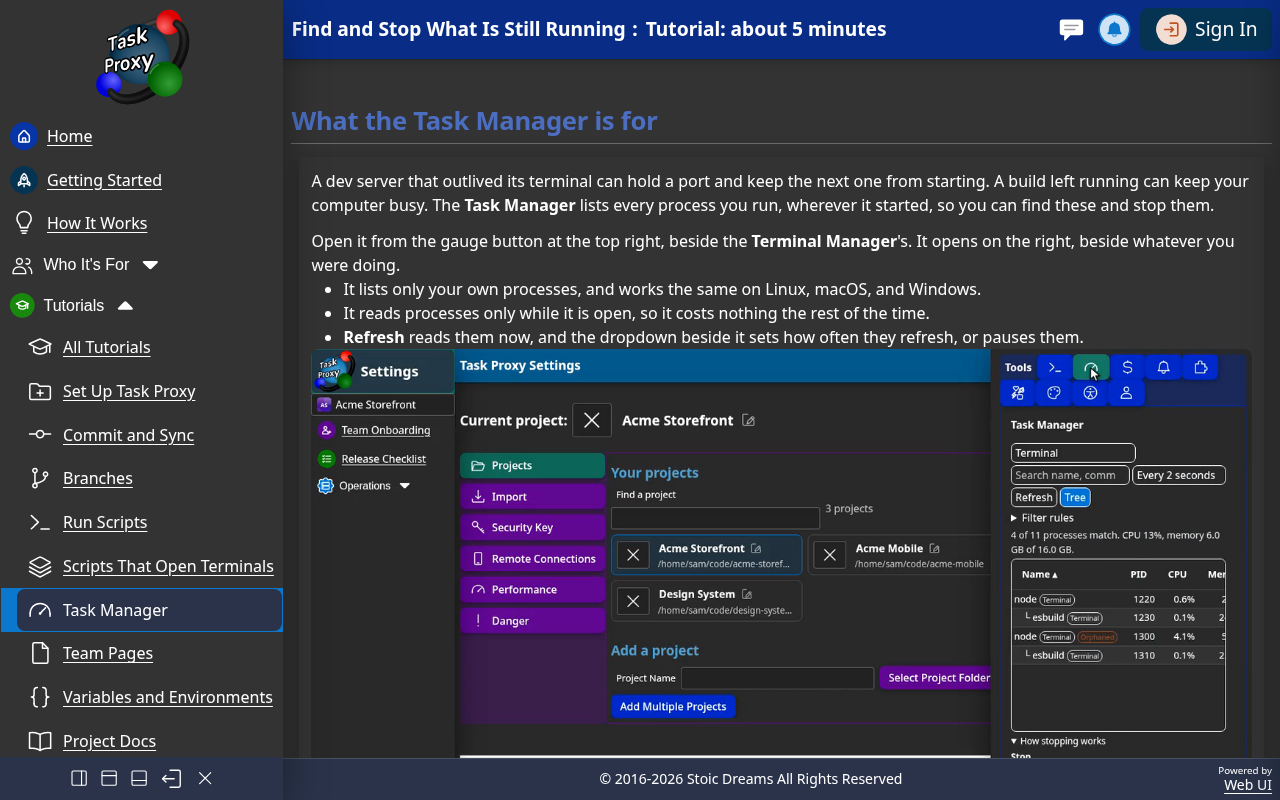 Task
Proxy
Home
Getting Started
How It Works
Who It's For
Tutorials
All Tutorials
Set Up Task Proxy
Commit and Sync
Branches
Run Scripts
Scripts That Open Terminals
Task Manager
Team Pages
Variables and Environments
Project Docs
Find and Stop What Is Still Running : Tutorial: about 5 minutes
Sign In
What the Task Manager is for
A dev server that outlived its terminal can hold a port and keep the next one from starting. A build left running can keep your
computer busy. The Task Manager lists every process you run, wherever it started, so you can find these and stop them.
Open it from the gauge button at the top right, beside the Terminal Manager's. It opens on the right, beside whatever you
were doing.
It lists only your own processes, and works the same on Linux, macOS, and Windows.
It reads processes only while it is open, so it costs nothing the rest of the time.
Refresh reads them now, and the dropdown beside it sets how often they refresh, or pauses them.
Task
Proxy
Settings
AS Acme Storefront
Team Onboarding
Release Checklist
Operations
Task Proxy Settings
Current project: Acme Storefront
Projects
Import
Security Key
Remote Connections
Performance
Danger
Your projects
Find a project
3 projects
Acme Storefront
/home/sam/code/acme-storef...
Acme Mobile
/home/sam/code/acme-mobile
Design System
/home/sam/code/design-syste...
Add a project
Project Name
Select Project Folder
Add Multiple Projects
Tools
Task Manager
Terminal
Search name, comm
Every 2 seconds
Refresh
Tree
Filter rules
4 of 11 processes match. CPU 13%, memory 6.0
GB of 16.0 GB.
Name ▲ PID CPU Mer
node Terminal 1220 0.6% 2
└ esbuild Terminal 1230 0.1% 2
node Terminal Orphaned 1300 4.1% 5
└ esbuild Terminal 1310 0.1% 2
How stopping works
Stop
© 2016-2026 Stoic Dreams All Rights Reserved
Powered by
Web UI